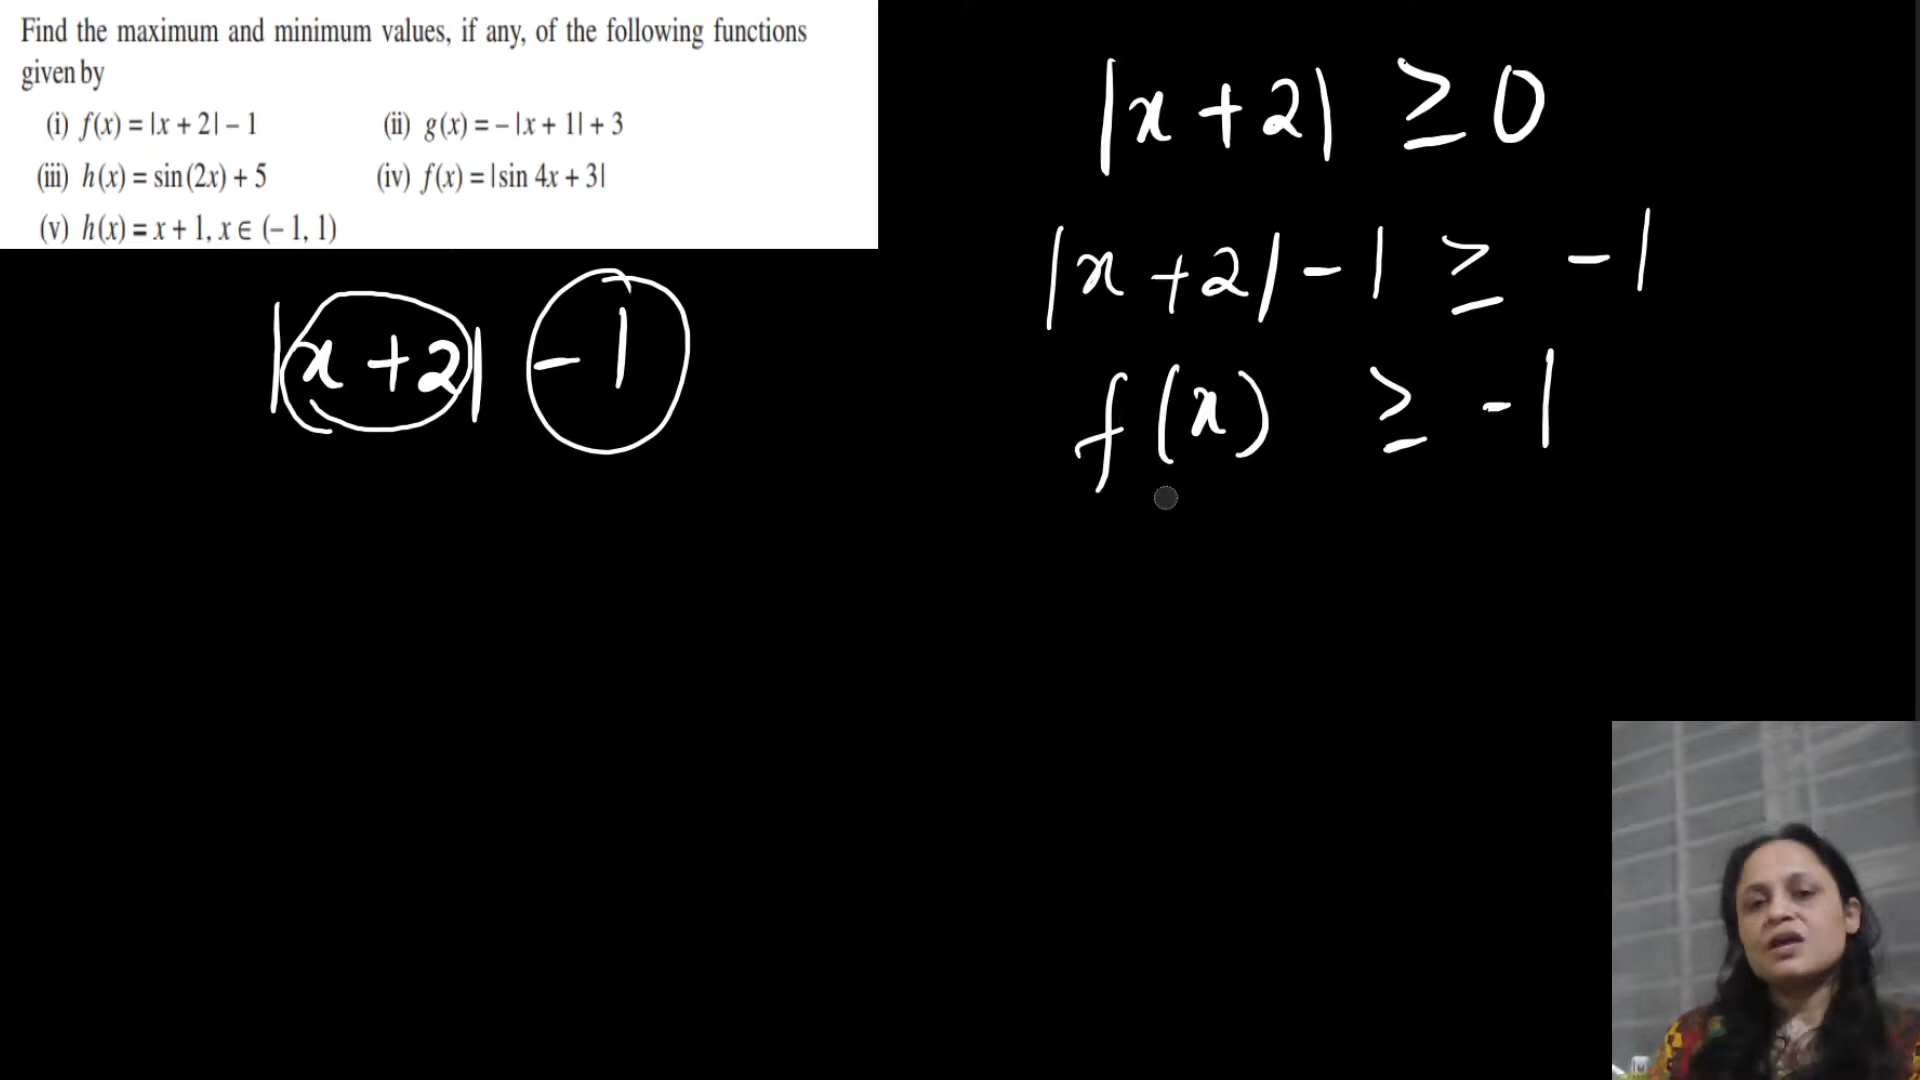 Find the maximum and minimum values, if any, of the following functions
given by
(i) f(x) = |x + 2| – 1 (ii) g(x) = – |x + 1| + 3
(iii) h(x) = sin(2x) + 5 (iv) f(x) = |sin 4x + 3|
(v) h(x) = x + 1, x ∈ (– 1, 1)
|x+2| -1
|x+2| ≥ 0
|x+2| -1 ≥ -1
f(x) ≥ -1